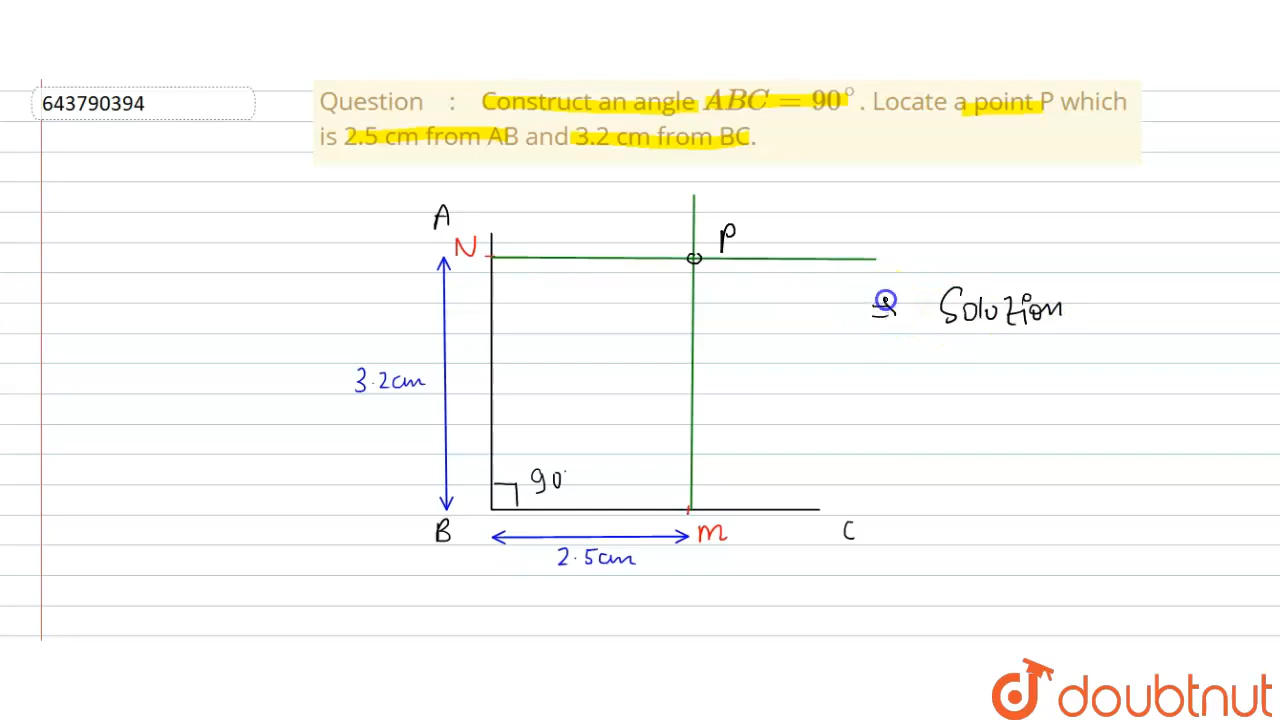 643790394
Question : Construct an angle ABC = 90°. Locate a point P which
is 2.5 cm from AB and 3.2 cm from BC.
A
N
P
Solution
3.2cm
90°
B
M
C
2.5cm
doubtnut